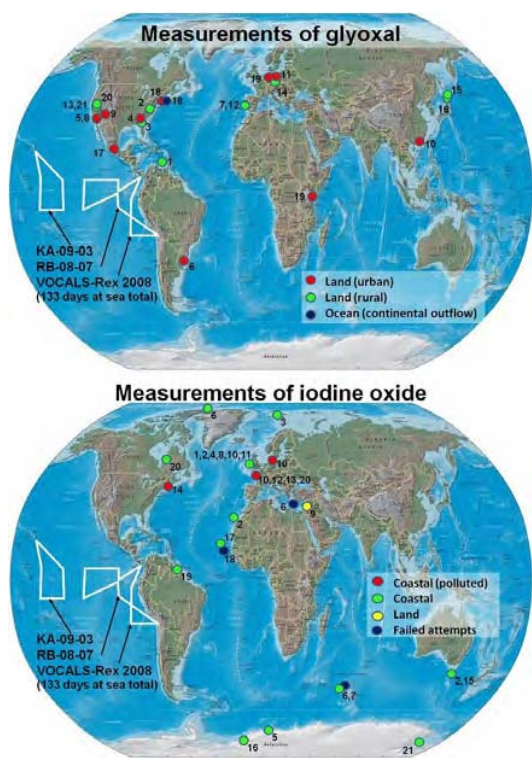 Measurements of glyoxal
19
11
14
18
2
18
20
13,21
5,8
9
4
3
7,12
15
16
10
17
1
19
6
KA-09-03
RB-08-07
VOCALS-Rex 2008
(133 days at sea total)
Land (urban)
Land (rural)
Ocean (continental outflow)
Antarctica
Measurements of iodine oxide
6
3
1,2,4,8,10,11
10
20
14
10,12,13,20
6
9
2
17
18
19
KA-09-03
RB-08-07
VOCALS-Rex 2008
(133 days at sea total)
Coastal (polluted)
Coastal
Land
Failed attempts
2,15
6,7
5
16
21
Antarctica